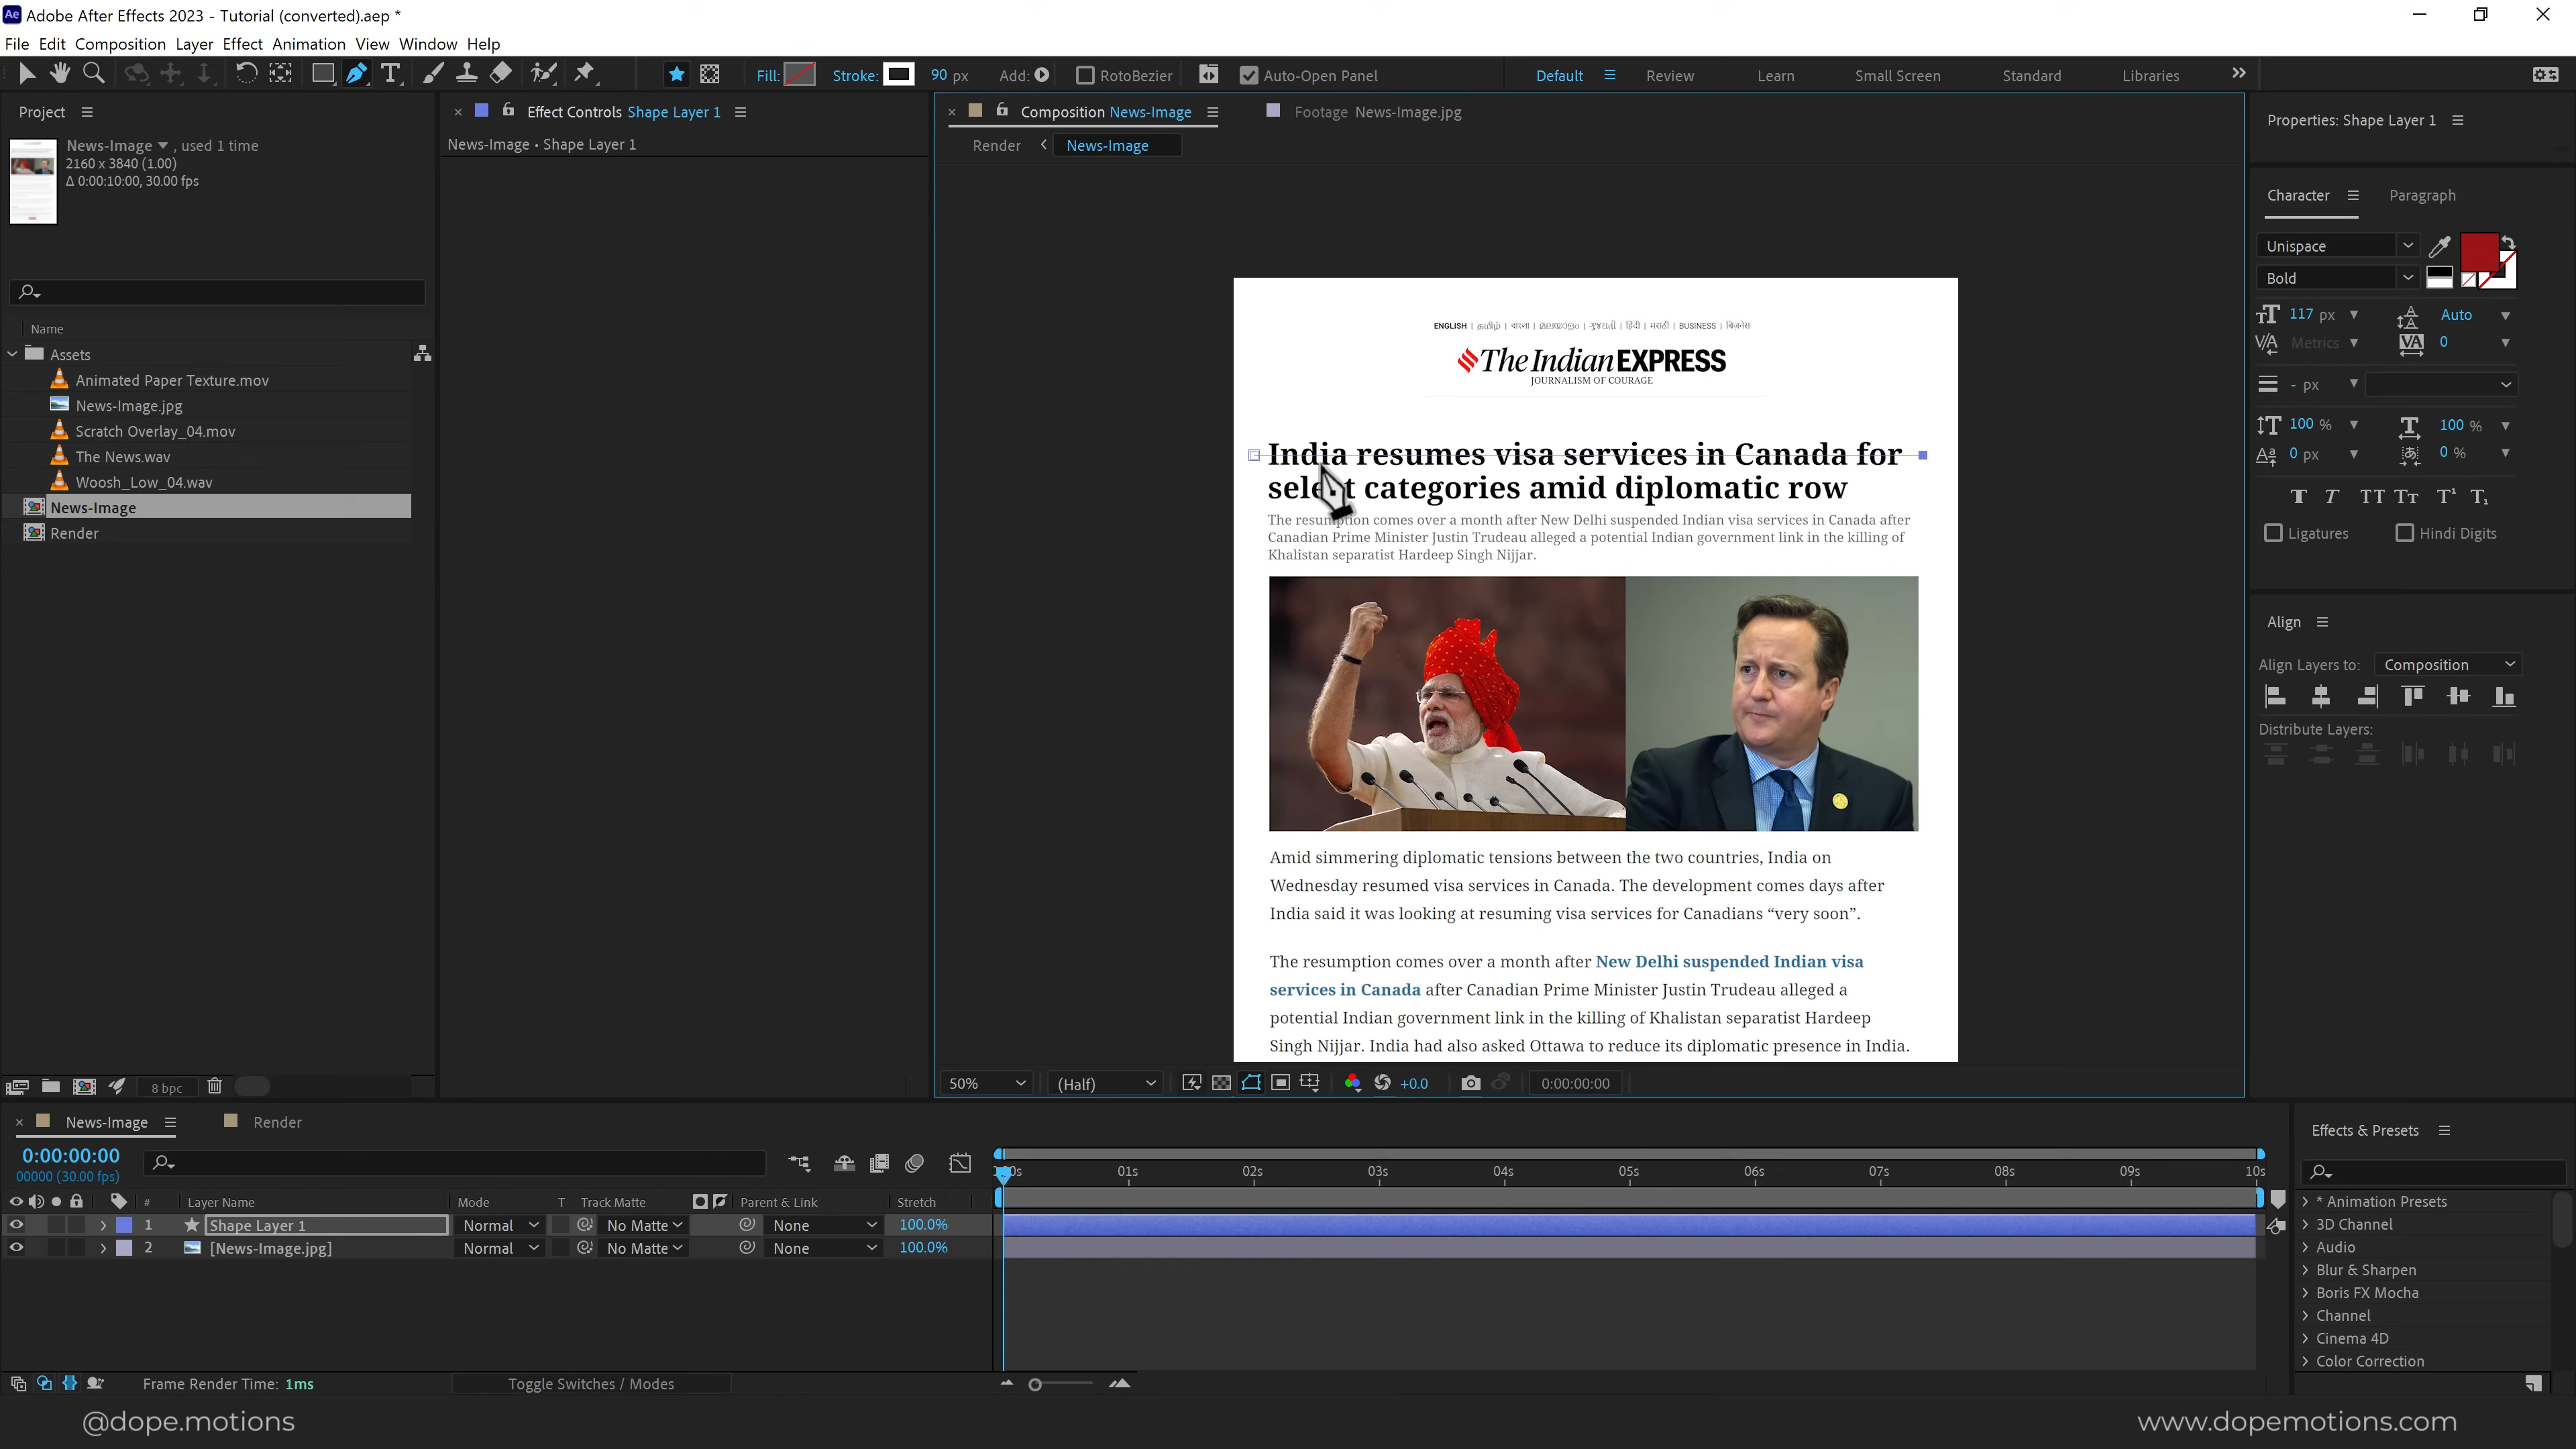 Adobe After Effects 2023 - Tutorial (converted).aep *
File Edit Composition Layer Effect Animation View Window Help
Fill: Stroke: 90 px Add: RotoBezier Auto-Open Panel Default Review Learn Small Screen Standard Libraries
Project
News-Image , used 1 time
2160 x 3840 (1.00)
Δ 0:00:10:00, 30.00 fps
Name
Assets
Animated Paper Texture.mov
News-Image.jpg
Scratch Overlay_04.mov
The News.wav
Woosh_Low_04.wav
News-Image
Render
8 bpc
Effect Controls Shape Layer 1
News-Image • Shape Layer 1
Composition News-Image
Footage News-Image.jpg
Render News-Image
ENGLISH | தமிழ் | বাংলা | മലയാളം | ગુજરાતી | हिंदी | मराठी | BUSINESS | बिज़नेस
The Indian EXPRESS
JOURNALISM OF COURAGE
India resumes visa services in Canada for
select categories amid diplomatic row
The resumption comes over a month after New Delhi suspended Indian visa services in Canada after
Canadian Prime Minister Justin Trudeau alleged a potential Indian government link in the killing of
Khalistan separatist Hardeep Singh Nijjar.
Amid simmering diplomatic tensions between the two countries, India on
Wednesday resumed visa services in Canada. The development comes days after
India said it was looking at resuming visa services for Canadians “very soon”.
The resumption comes over a month after New Delhi suspended Indian visa
services in Canada after Canadian Prime Minister Justin Trudeau alleged a
potential Indian government link in the killing of Khalistan separatist Hardeep
Singh Nijjar. India had also asked Ottawa to reduce its diplomatic presence in India.
50% (Half) +0.0 0:00:00:00
Properties: Shape Layer 1
Character Paragraph
Unispace
Bold
117 px Auto
Metrics 0
- px
100 % 100 %
0 px 0 %
Ligatures Hindi Digits
Align
Align Layers to: Composition
Distribute Layers:
News-Image Render
0:00:00:00
00000 (30.00 fps)
:00s 01s 02s 03s 04s 05s 06s 07s 08s 09s 10s
# Layer Name Mode T Track Matte Parent & Link Stretch
1 Shape Layer 1 Normal No Matte None 100.0%
2 [News-Image.jpg] Normal No Matte None 100.0%
Frame Render Time: 1ms Toggle Switches / Modes
Effects & Presets
* Animation Presets
3D Channel
Audio
Blur & Sharpen
Boris FX Mocha
Channel
Cinema 4D
Color Correction
@dope.motions
www.dopemotions.com